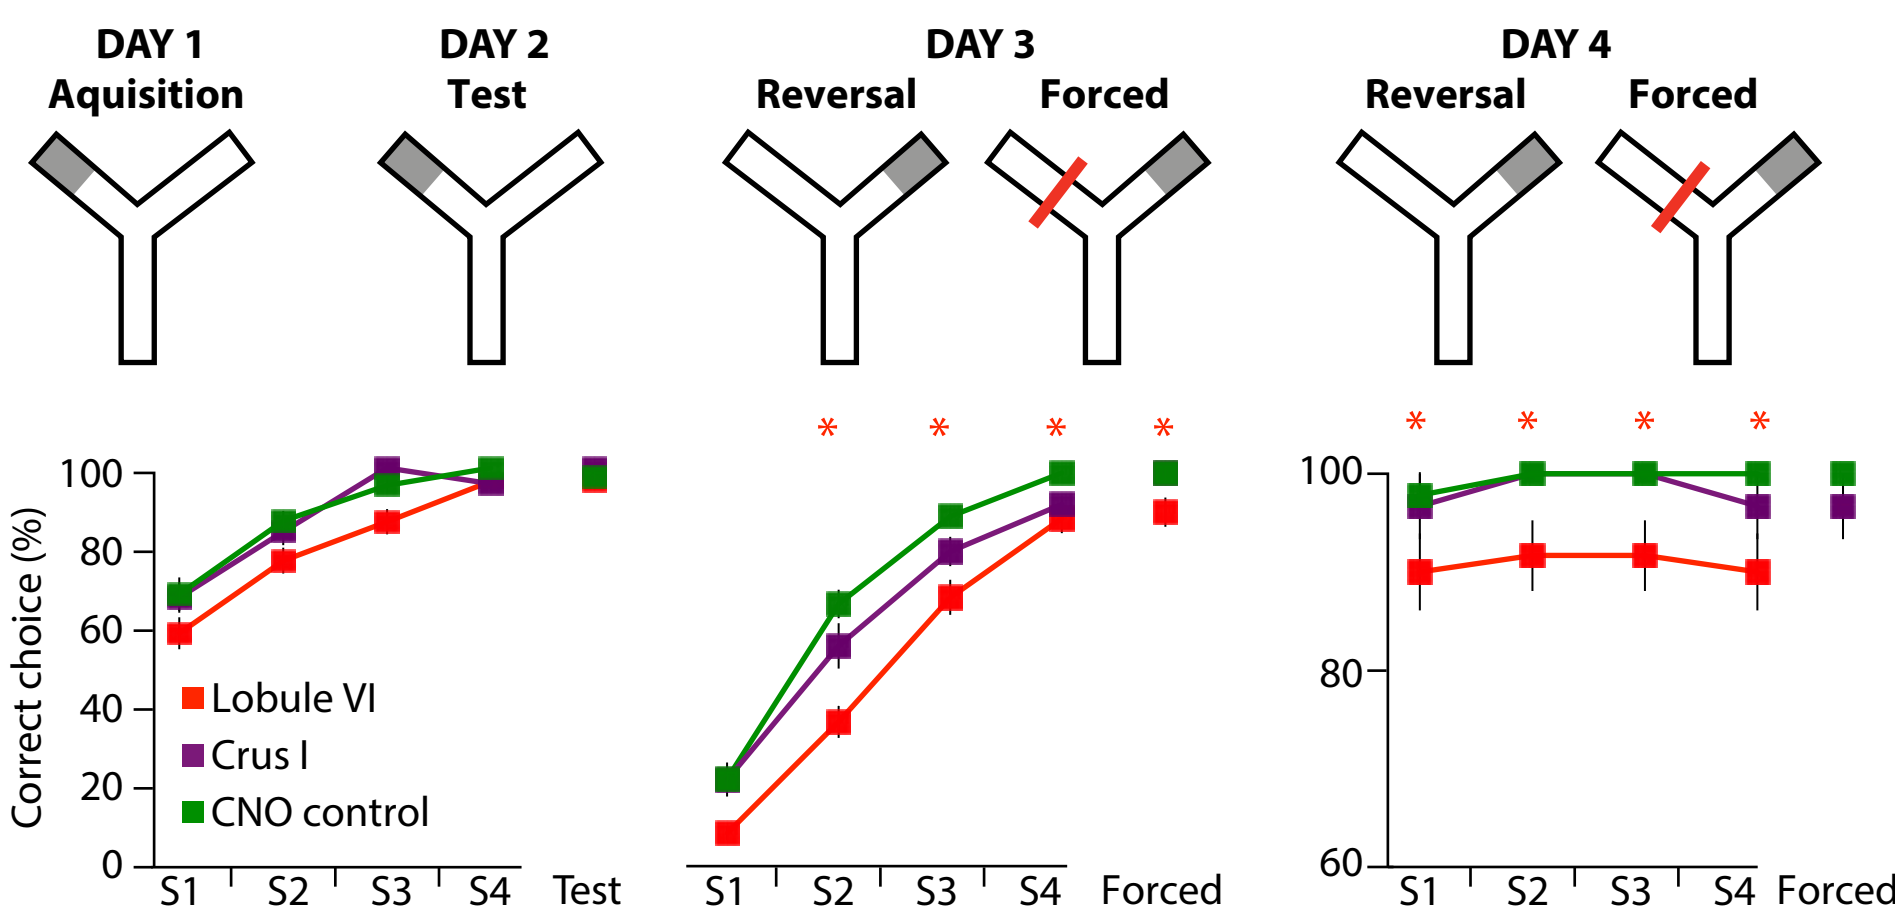 DAY 1
Aquisition
DAY 2
Test
DAY 3
Reversal
Forced
DAY 4
Reversal
Forced
* * * *
* * * *
Correct choice (%)
100
80
60
40
20
0
Lobule VI
Crus I
CNO control
S1 S2 S3 S4 Test
S1 S2 S3 S4 Forced
100
80
60
S1 S2 S3 S4 Forced